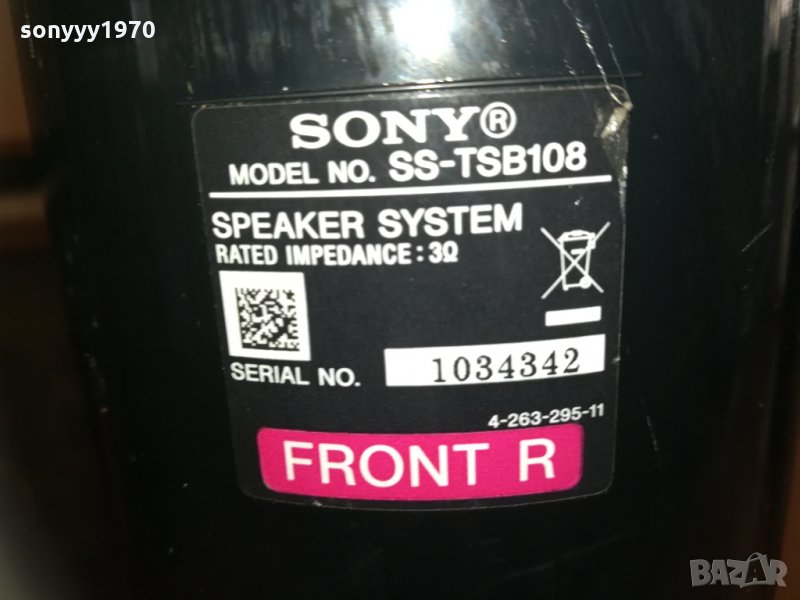 sonyyy1970
SONY®
MODEL NO. SS-TSB108
SPEAKER SYSTEM
RATED IMPEDANCE : 3Ω
SERIAL NO. 1034342
4-263-295-11
FRONT R
BAZAR